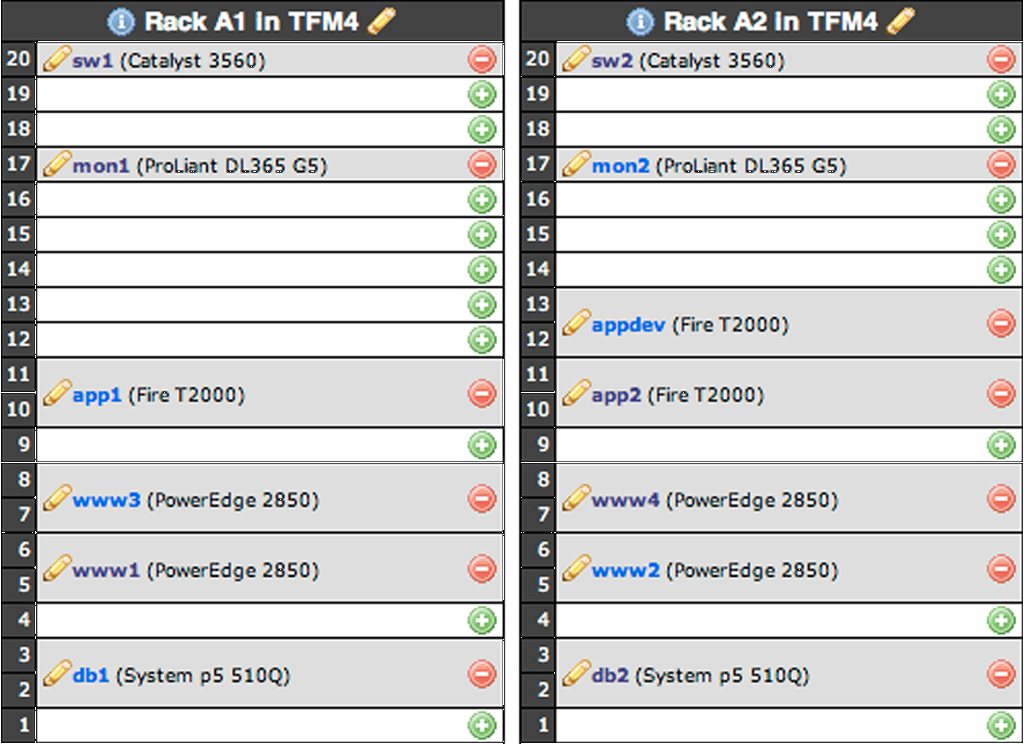 Rack A1 in TFM4
20 sw1 (Catalyst 3560)
19
18
17 mon1 (ProLiant DL365 G5)
16
15
14
13
12
11
app1 (Fire T2000)
10
9
8
www3 (PowerEdge 2850)
7
6
www1 (PowerEdge 2850)
5
4
3
db1 (System p5 510Q)
2
1
Rack A2 in TFM4
20 sw2 (Catalyst 3560)
19
18
17 mon2 (ProLiant DL365 G5)
16
15
14
13
appdev (Fire T2000)
12
11
app2 (Fire T2000)
10
9
8
www4 (PowerEdge 2850)
7
6
www2 (PowerEdge 2850)
5
4
3
db2 (System p5 510Q)
2
1